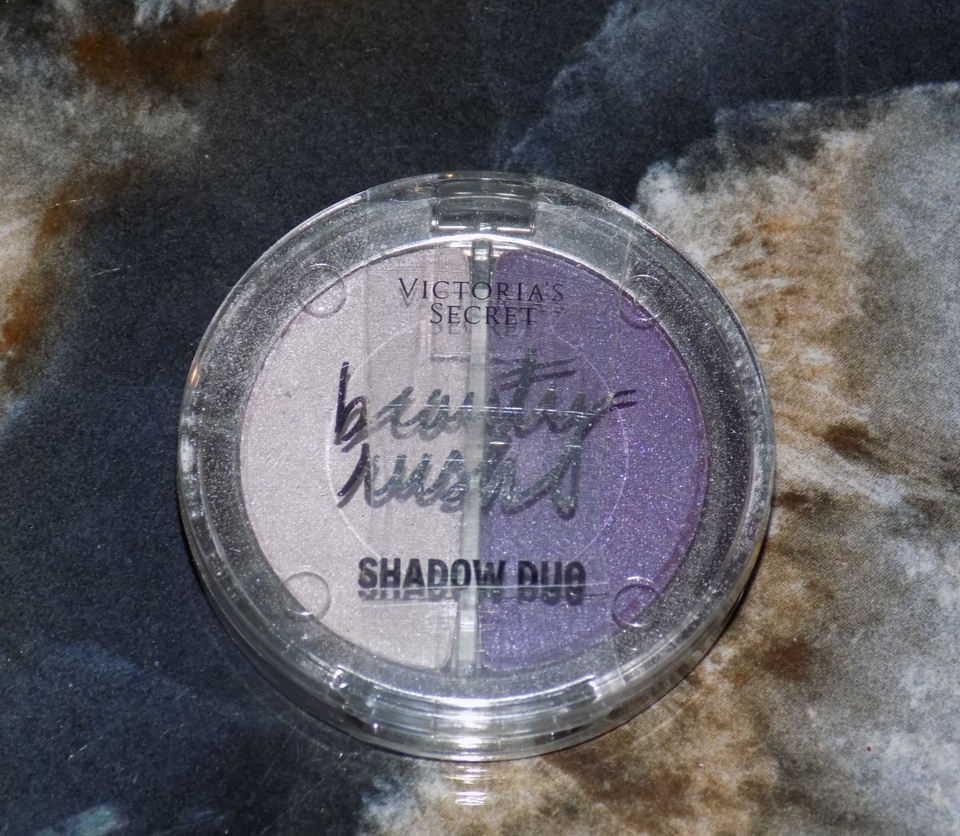 VICTORIA'S
SECRET
beauty
rush
SHADOW DUO